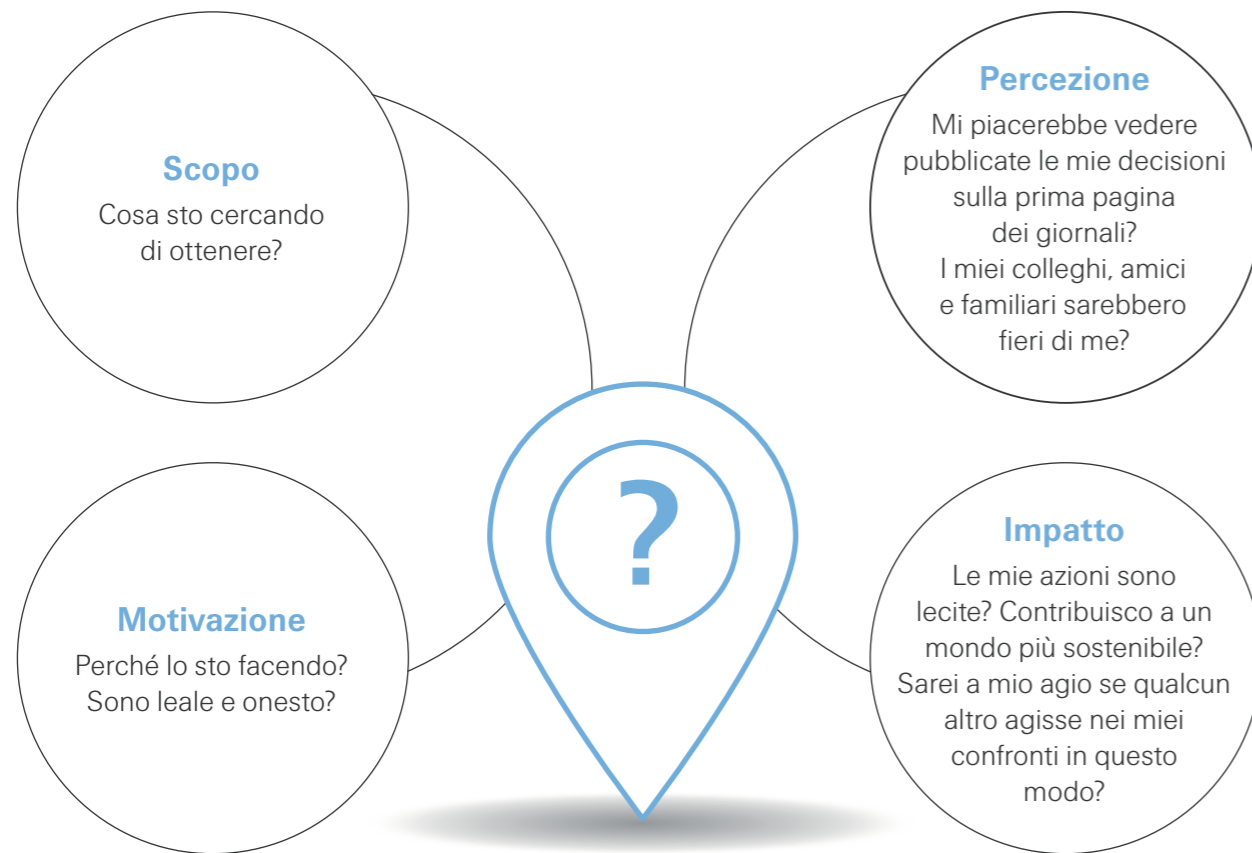 Scopo
Cosa sto cercando
di ottenere?
Percezione
Mi piacerebbe vedere
pubblicate le mie decisioni
sulla prima pagina
dei giornali?
I miei colleghi, amici
e familiari sarebbero
fieri di me?
?
Motivazione
Perché lo sto facendo?
Sono leale e onesto?
Impatto
Le mie azioni sono
lecite? Contribuisco a un
mondo più sostenibile?
Sarei a mio agio se qualcun
altro agisse nei miei
confronti in questo
modo?